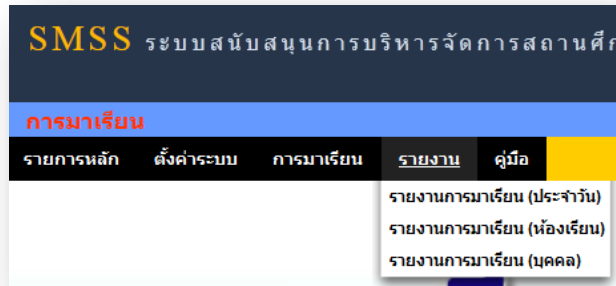 SMSS ระบบสนับสนุนการบริหารจัดการสถานศึก
การมาเรียน
รายการหลัก ตั้งค่าระบบ การมาเรียน รายงาน คู่มือ
รายงานการมาเรียน (ประจำวัน)
รายงานการมาเรียน (ห้องเรียน)
รายงานการมาเรียน (บุคคล)